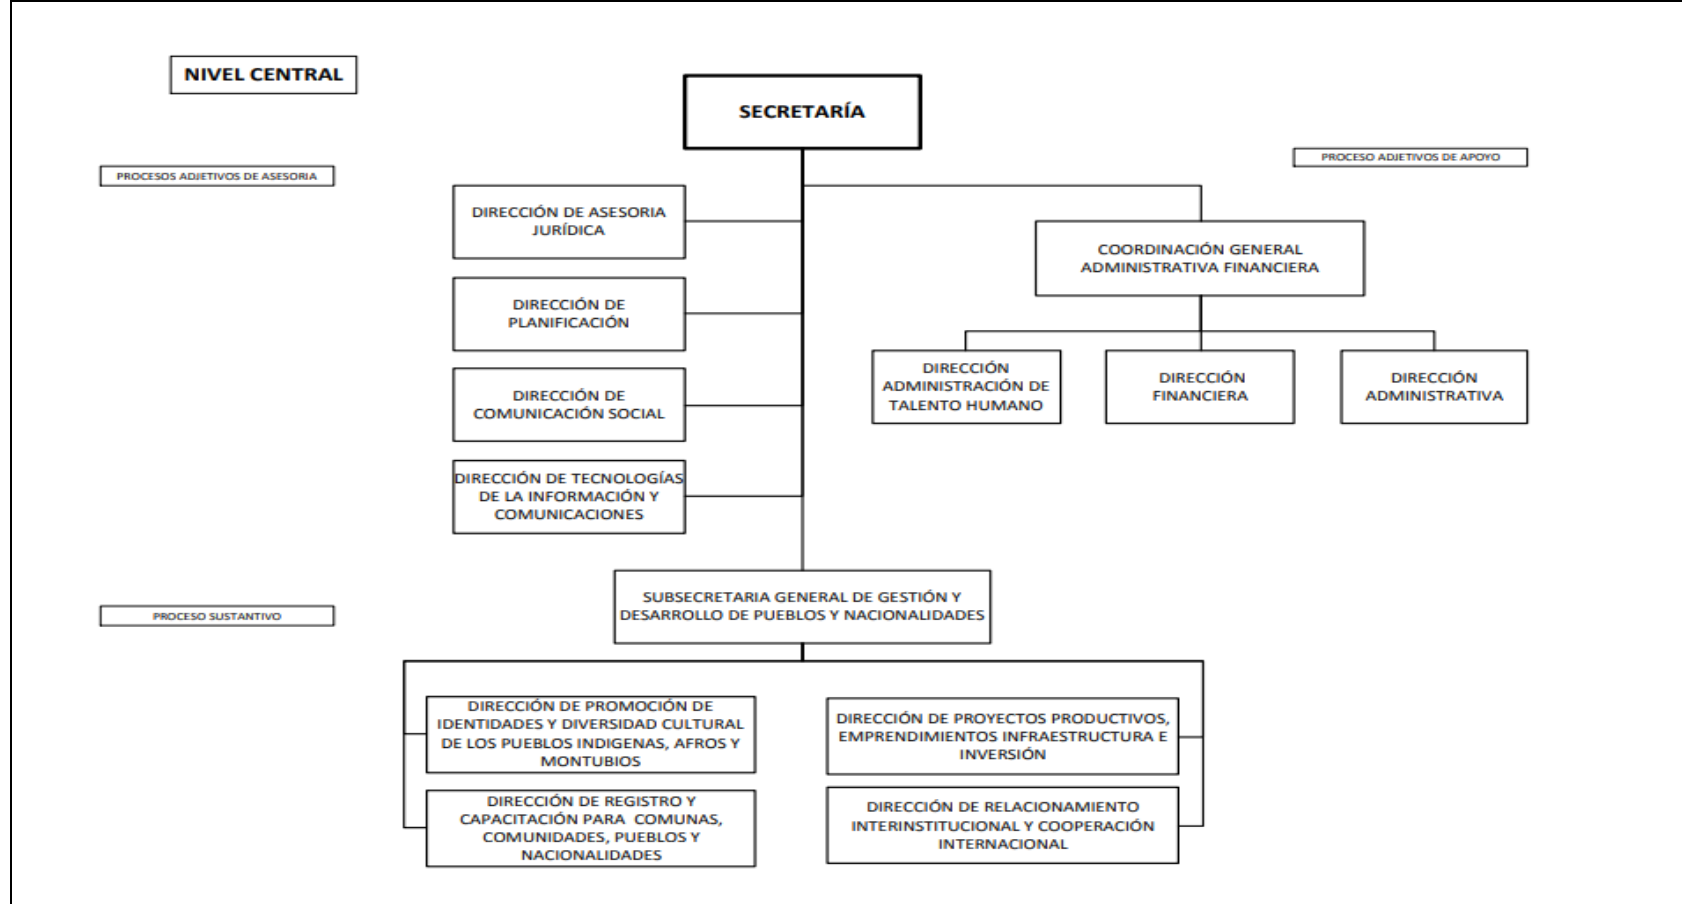 NIVEL CENTRAL
SECRETARÍA
PROCESOS ADJETIVOS DE ASESORIA
PROCESO ADJETIVOS DE APOYO
DIRECCIÓN DE ASESORIA
JURÍDICA
DIRECCIÓN DE
PLANIFICACIÓN
DIRECCIÓN DE
COMUNICACIÓN SOCIAL
DIRECCIÓN DE TECNOLOGÍAS
DE LA INFORMACIÓN Y
COMUNICACIONES
COORDINACIÓN GENERAL
ADMINISTRATIVA FINANCIERA
DIRECCIÓN
ADMINISTRACIÓN DE
TALENTO HUMANO
DIRECCIÓN
FINANCIERA
DIRECCIÓN
ADMINISTRATIVA
PROCESO SUSTANTIVO
SUBSECRETARIA GENERAL DE GESTIÓN Y
DESARROLLO DE PUEBLOS Y NACIONALIDADES
DIRECCIÓN DE PROMOCIÓN DE
IDENTIDADES Y DIVERSIDAD CULTURAL
DE LOS PUEBLOS INDIGENAS, AFROS Y
MONTUBIOS
DIRECCIÓN DE REGISTRO Y
CAPACITACIÓN PARA COMUNAS,
COMUNIDADES, PUEBLOS Y
NACIONALIDADES
DIRECCIÓN DE PROYECTOS PRODUCTIVOS,
EMPRENDIMIENTOS INFRAESTRUCTURA E
INVERSIÓN
DIRECCIÓN DE RELACIONAMIENTO
INTERINSTITUCIONAL Y COOPERACIÓN
INTERNACIONAL